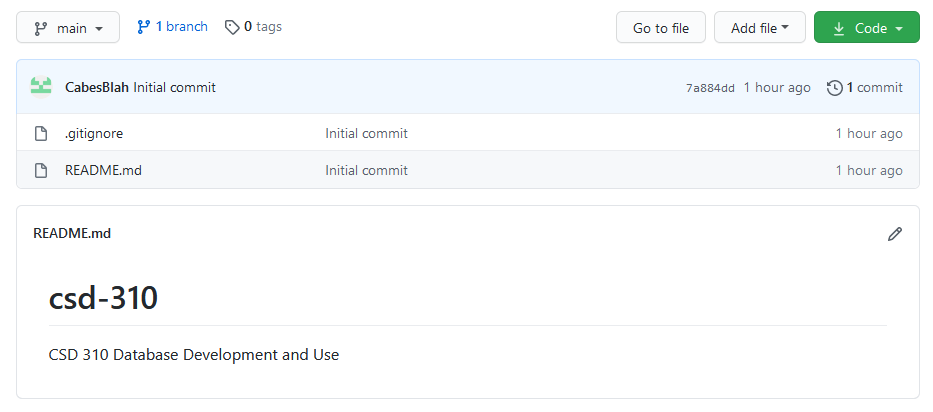 main 1 branch 0 tags Go to file Add file Code
CabesBlah Initial commit 7a884dd 1 hour ago 1 commit
.gitignore Initial commit 1 hour ago
README.md Initial commit 1 hour ago
README.md
csd-310
CSD 310 Database Development and Use